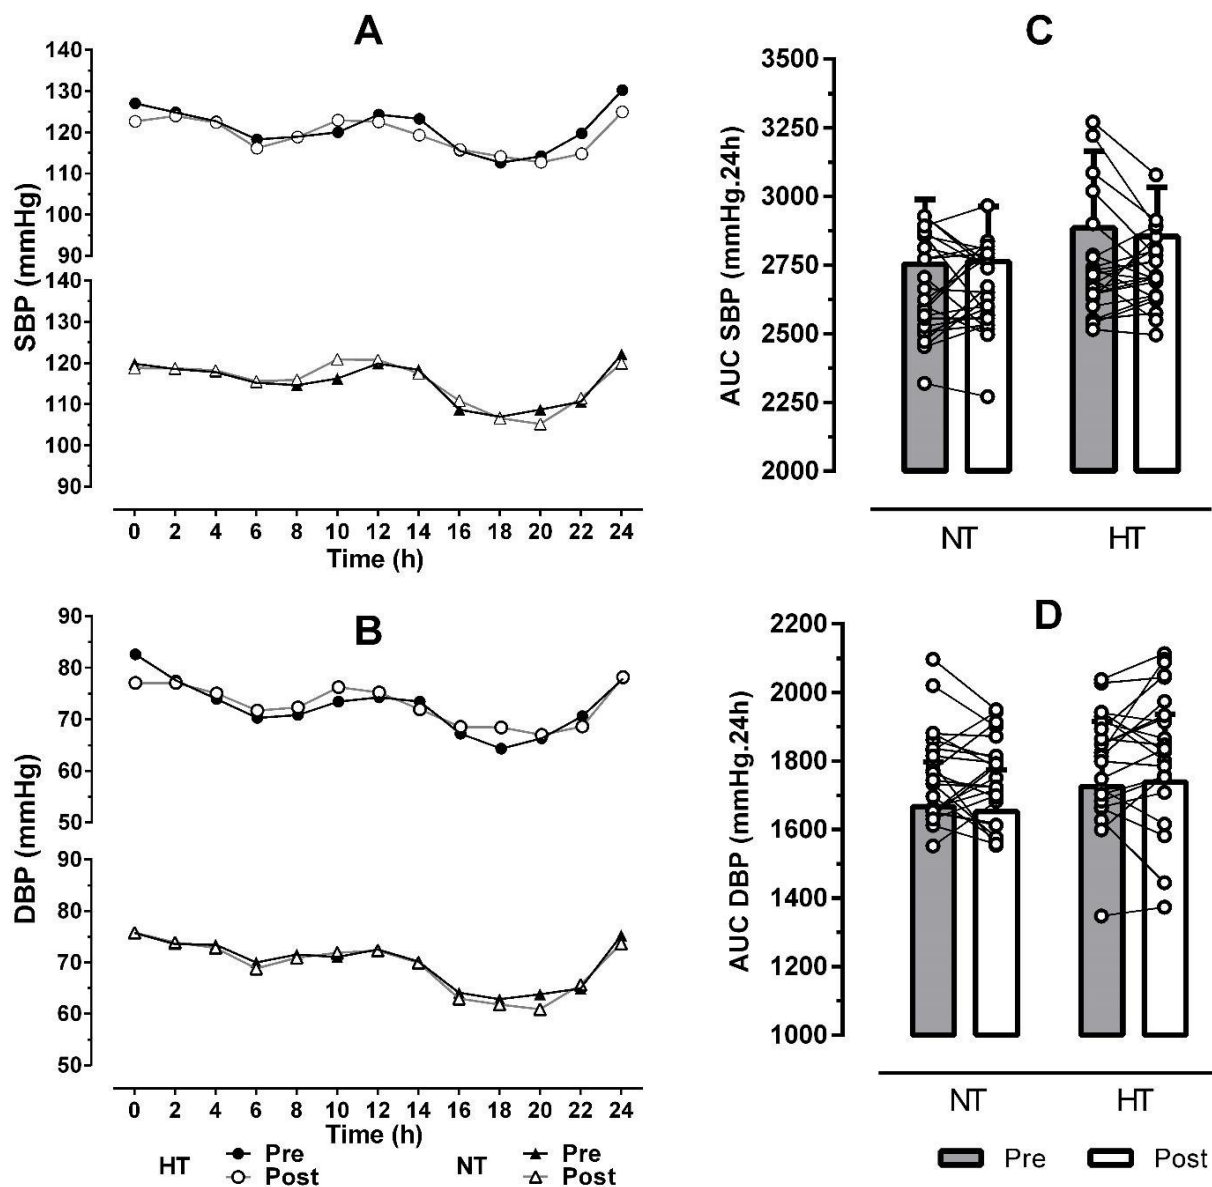 A
SBP (mmHg)
140
130
120
110
100
90
140
130
120
110
100
90
0 2 4 6 8 10 12 14 16 18 20 22 24
Time (h)
C
AUC SBP (mmHg.24h)
3500
3250
3000
2750
2500
2250
2000
NT HT
B
DBP (mmHg)
90
80
70
60
50
90
80
70
60
50
0 2 4 6 8 10 12 14 16 18 20 22 24
Time (h)
HT Pre NT Pre
Post Post
D
AUC DBP (mmHg.24h)
2200
2000
1800
1600
1400
1200
1000
NT HT
Pre Post